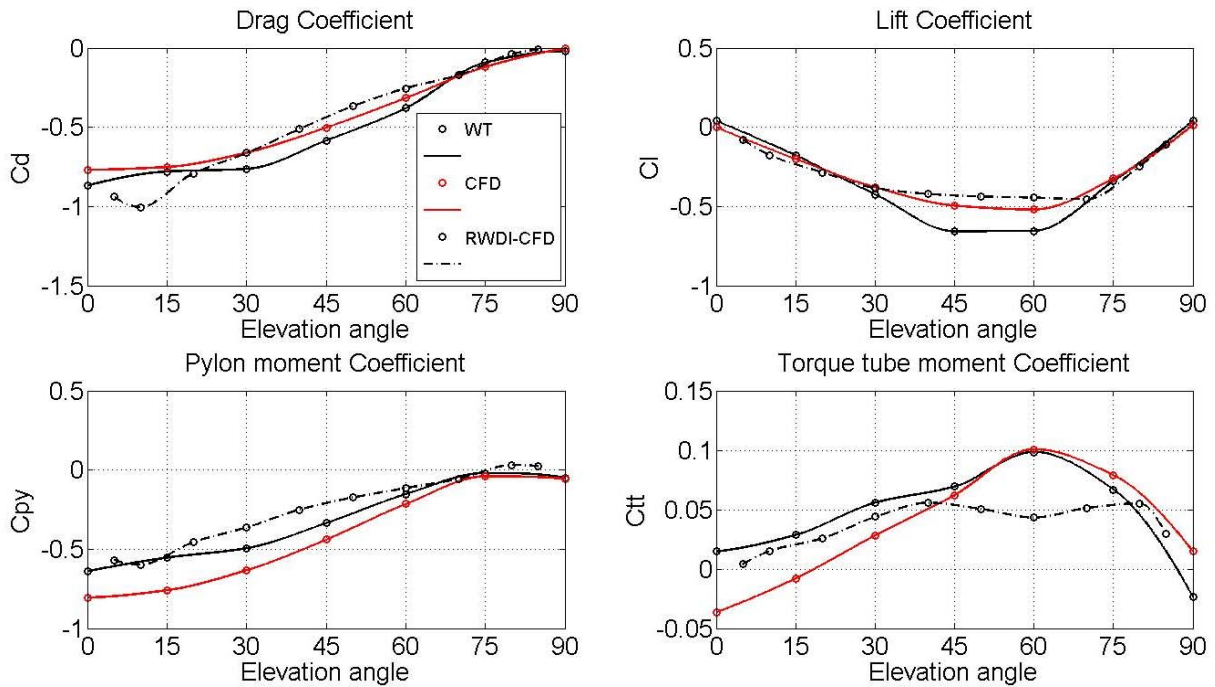 Drag Coefficient
0
-0.5
-1
-1.5
Cd
0 15 30 45 60 75 90
Elevation angle
WT
CFD
RWDI-CFD
Lift Coefficient
0.5
0
-0.5
-1
Cl
0 15 30 45 60 75 90
Elevation angle
Pylon moment Coefficient
0.5
0
-0.5
-1
Cpy
0 15 30 45 60 75 90
Elevation angle
Torque tube moment Coefficient
0.15
0.1
0.05
0
-0.05
Ctt
0 15 30 45 60 75 90
Elevation angle